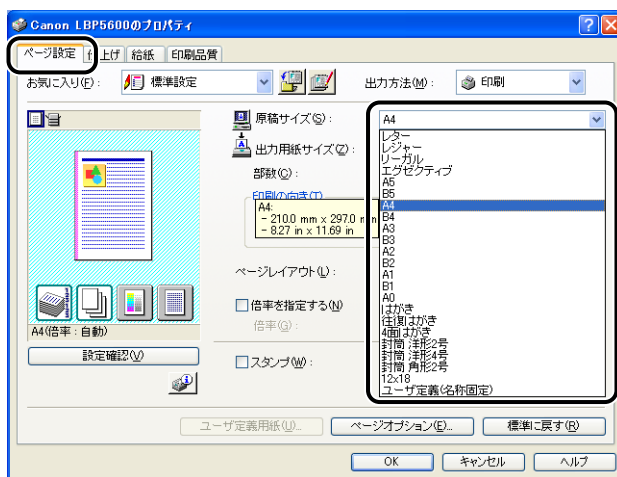 Canon LBP5600のプロパティ
ページ設定 上げ 給紙 印刷品質
お気に入り(F): 標準設定 出力方法(M): 印刷
原稿サイズ(S): A4
出力用紙サイズ(Z):
部数(C):
印刷の向き(T)
A4:
- 210.0 mm x 297.0 m
- 8.27 in x 11.69 in
ページレイアウト(L):
倍率を指定する(N)
倍率(G):
スタンプ(W):
レター
レジャー
リーガル
エグゼクティブ
A5
B5
A4
B4
A3
B3
A2
B2
A1
B1
A0
はがき
往復はがき
4面はがき
封筒 洋形2号
封筒 洋形4号
封筒 角形2号
12x18
ユーザ定義(名称固定)
A4(倍率:自動)
設定確認(V)
ユーザ定義用紙(U)... ページオプション(E)... 標準に戻す(R)
OK キャンセル ヘルプ